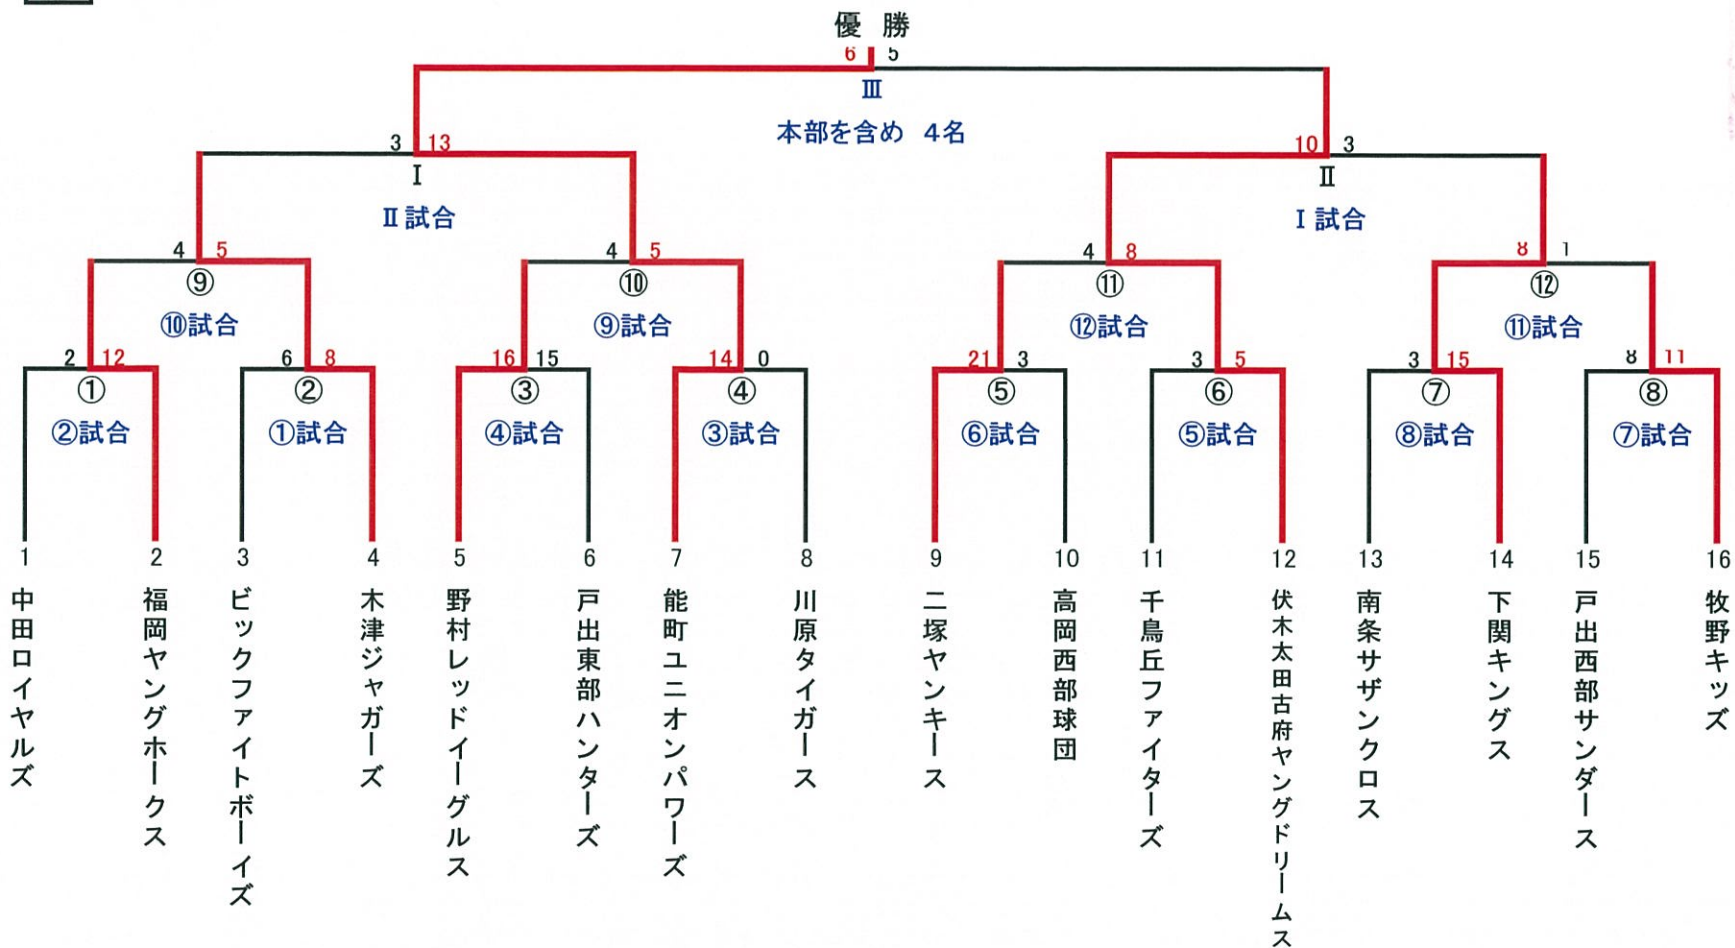 優勝
6 5
Ⅲ
本部を含め 4名
3 13
10 3
Ⅰ
Ⅱ
Ⅱ試合
Ⅰ試合
4 5
4 5
4 8
8 1
⑨
⑩
⑪
⑫
⑩試合
⑨試合
⑫試合
⑪試合
2 12
6 8
16 15
14 0
21 3
3 5
3 15
8 11
①
②
③
④
⑤
⑥
⑦
⑧
②試合
①試合
④試合
③試合
⑥試合
⑤試合
⑧試合
⑦試合
1
中田ロイヤルズ
2
福岡ヤングホークス
3
ビックファイトボーイズ
4
木津ジャガーズ
5
野村レッドイーグルス
6
戸出東部ハンターズ
7
能町ユニオンパワーズ
8
川原タイガース
9
二塚ヤンキース
10
高岡西部球団
11
千鳥丘ファイターズ
12
伏木太田古府ヤングドリームス
13
南条サザンクロス
14
下関キングス
15
戸出西部サンダース
16
牧野キッズ